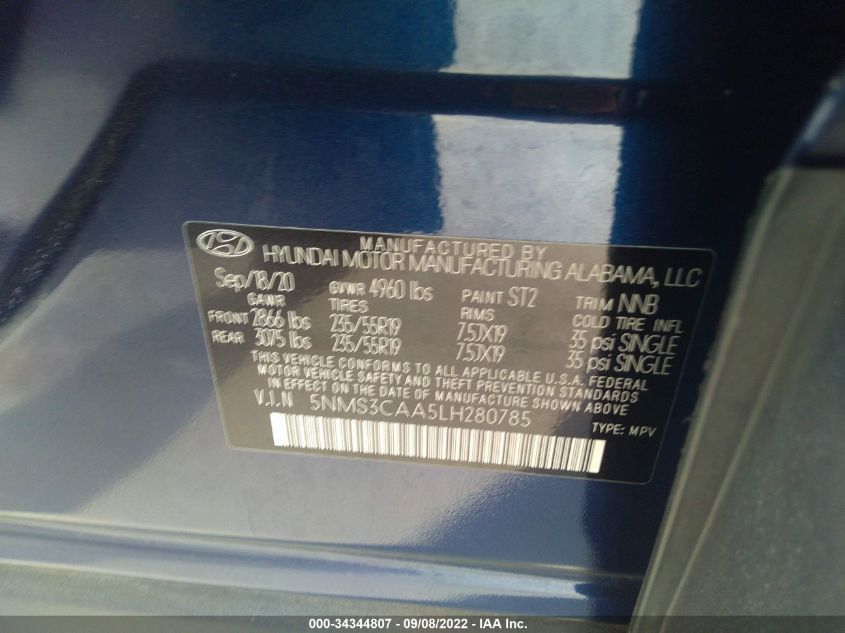 MANUFACTURED BY
HYUNDAI MOTOR MANUFACTURING ALABAMA, LLC
Sep/18/20 GVWR 4960 lbs PAINT ST2 TRIM NNB
GAWR TIRES RIMS COLD TIRE INFL
FRONT 2866 lbs 235/55R19 7.5JX19 35 psi SINGLE
REAR 3075 lbs 235/55R19 7.5JX19 35 psi SINGLE
THIS VEHICLE CONFORMS TO ALL APPLICABLE U.S.A. FEDERAL
MOTOR VEHICLE SAFETY AND THEFT PREVENTION STANDARDS
IN EFFECT ON THE DATE OF MANUFACTURE SHOWN ABOVE
V.I.N 5NMS3CAA5LH280785 TYPE: MPV
000-34344807 - 09/08/2022 - IAA Inc.